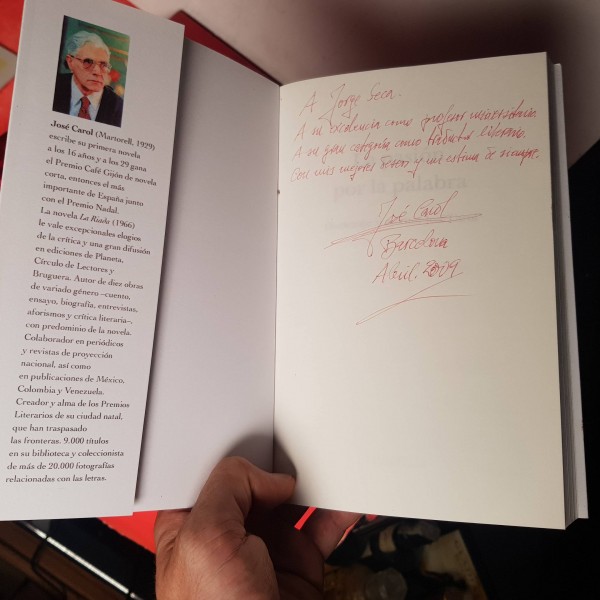 José Carol (Martorell, 1929)
escribe su primera novela
a los 16 años y a los 29 gana
el Premio Café Gijón de novela
corta, entonces el más
importante de España junto
con el Premio Nadal.
La novela La Riada (1966)
le vale excepcionales elogios
de la crítica y una gran difusión
en ediciones de Planeta,
Círculo de Lectores y
Bruguera. Autor de diez obras
de variado género –cuento,
ensayo, biografía, entrevistas,
aforismos y crítica literaria–,
con predominio de la novela.
Colaborador en periódicos
y revistas de proyección
nacional, así como
en publicaciones de México,
Colombia y Venezuela.
Creador y alma de los Premios
Literarios de su ciudad natal,
que han traspasado
las fronteras. 9.000 títulos
en su biblioteca y coleccionista
de más de 20.000 fotografías
relacionadas con las letras.
A Jorge Seca.
A su excelencia como profesor universitario.
A su gran categoría como traductor literario.
Con mis mejores deseos y mi estima de siempre.
por la palabra
José Carol
Barcelona
Abril, 2009